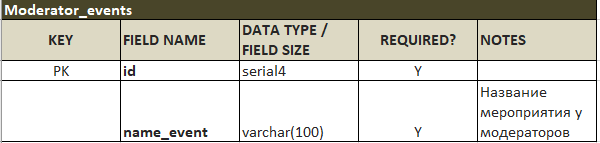 Moderator_events
KEY FIELD NAME DATA TYPE / FIELD SIZE REQUIRED? NOTES
PK id serial4 Y
name_event varchar(100) Y Название мероприятия у модераторов